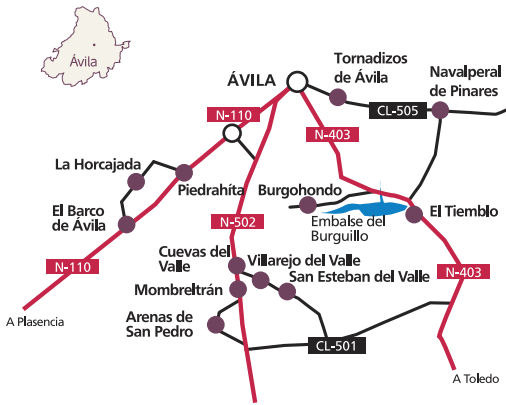 Ávila
ÁVILA
Tornadizos
de Ávila
Navalperal
de Pinares
N-110
CL-505
N-403
La Horcajada
Piedrahíta
Burgohondo
El Barco
de Ávila
N-502
Embalse del
Burguillo
El Tiemblo
Cuevas del
Valle
Villarejo del Valle
San Esteban del Valle
N-110
N-403
Mombreltrán
A Plasencia
Arenas de
San Pedro
CL-501
A Toledo